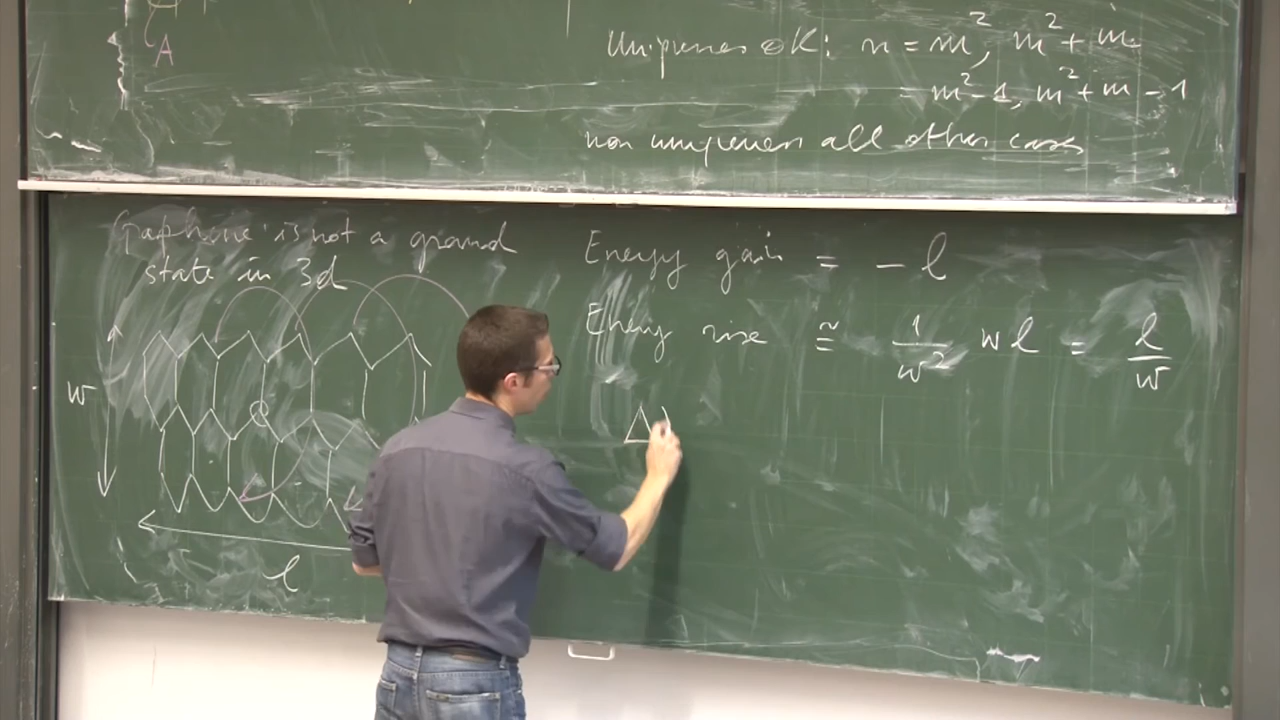 A
Uniqueness OK: n = m², m² + m
= m² - 1, m² + m - 1
non uniqueness all other cases
Graphene is not a ground
state in 3d
w
l
Energy gain = - l
Energy rise ≅ 1/w² w l = l/w
Δ